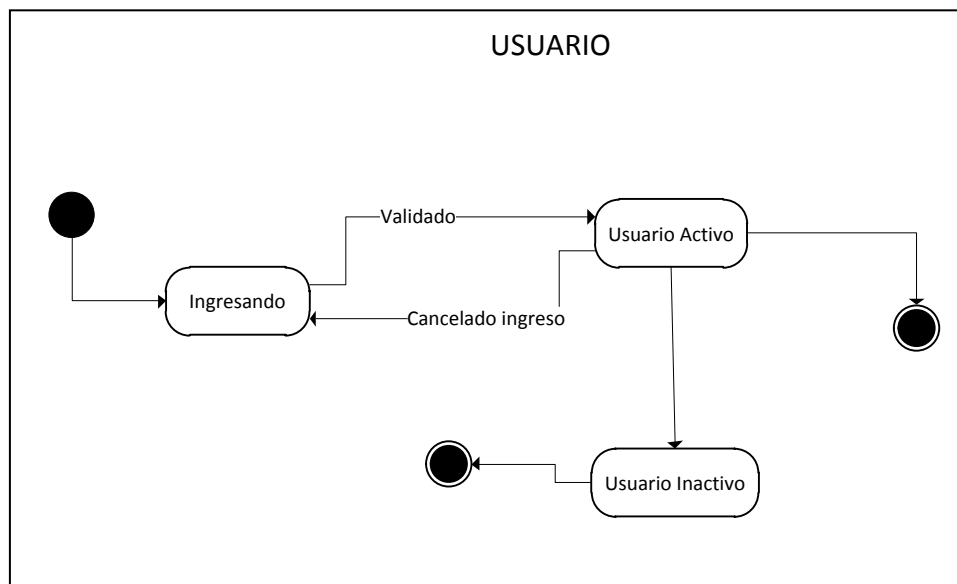 USUARIO
Validado
Usuario Activo
Ingresando
Cancelado ingreso
Usuario Inactivo